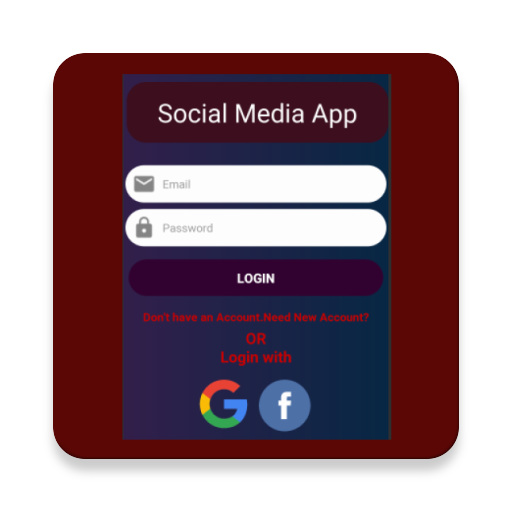 Social Media App
Email
Password
LOGIN
Don't have an Account.Need New Account?
OR
Login with